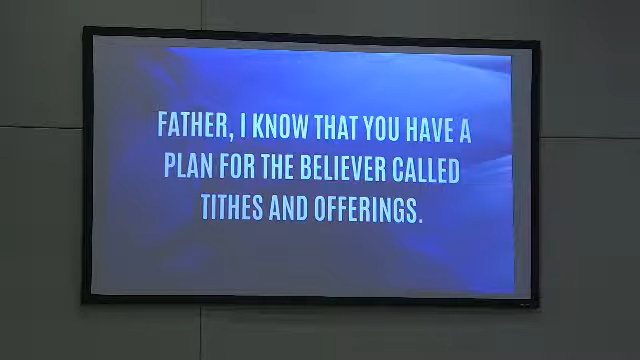 FATHER, I KNOW THAT YOU HAVE A
PLAN FOR THE BELIEVER CALLED
TITHES AND OFFERINGS.